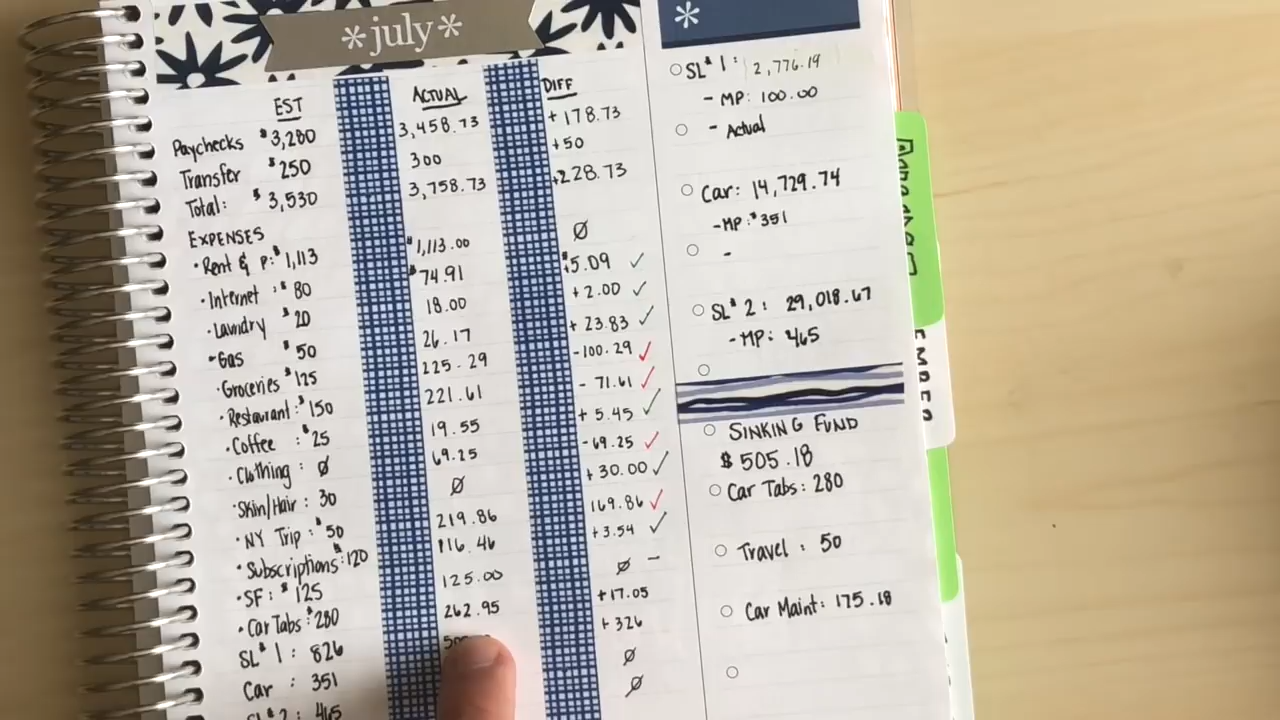 *july*
*
EST ACTUAL DIFF
Paychecks $3,280 3,458.73 +178.73
Transfer $250 300 +50
Total: $3,530 3,758.73 +228.73
EXPENSES
• Rent & P: $1,113 $1,113.00 Ø
• Internet : $80 $74.91 $+5.09 ✓
• Laundry $20 18.00 +2.00 ✓
• Gas $50 26.17 +23.83 ✓
• Groceries $125 225.29 -100.29 ✓
• Restaurant: $150 221.61 -71.61 ✓
• Coffee : $25 19.55 +5.45 ✓
• Clothing : Ø 69.25 -69.25 ✓
• Skin/Hair : 30 Ø +30.00 ✓
• NY Trip : $50 219.86 169.86 ✓
• Subscriptions: $120 116.46 +3.54 ✓
• SF : $125 125.00 Ø –
• Car Tabs : $280 262.95 +17.05
SL#1 : 826 +326
Car : 351 Ø
SL#2 : 465 Ø
SL#1: 2,776.19
- MP: 100.00
- Actual
Car: 14,729.74
-MP: $351
-
SL#2: 29,018.67
-MP: 465
SINKING FUND
$505.18
Car Tabs: 280
Travel : 50
Car Maint: 175.18